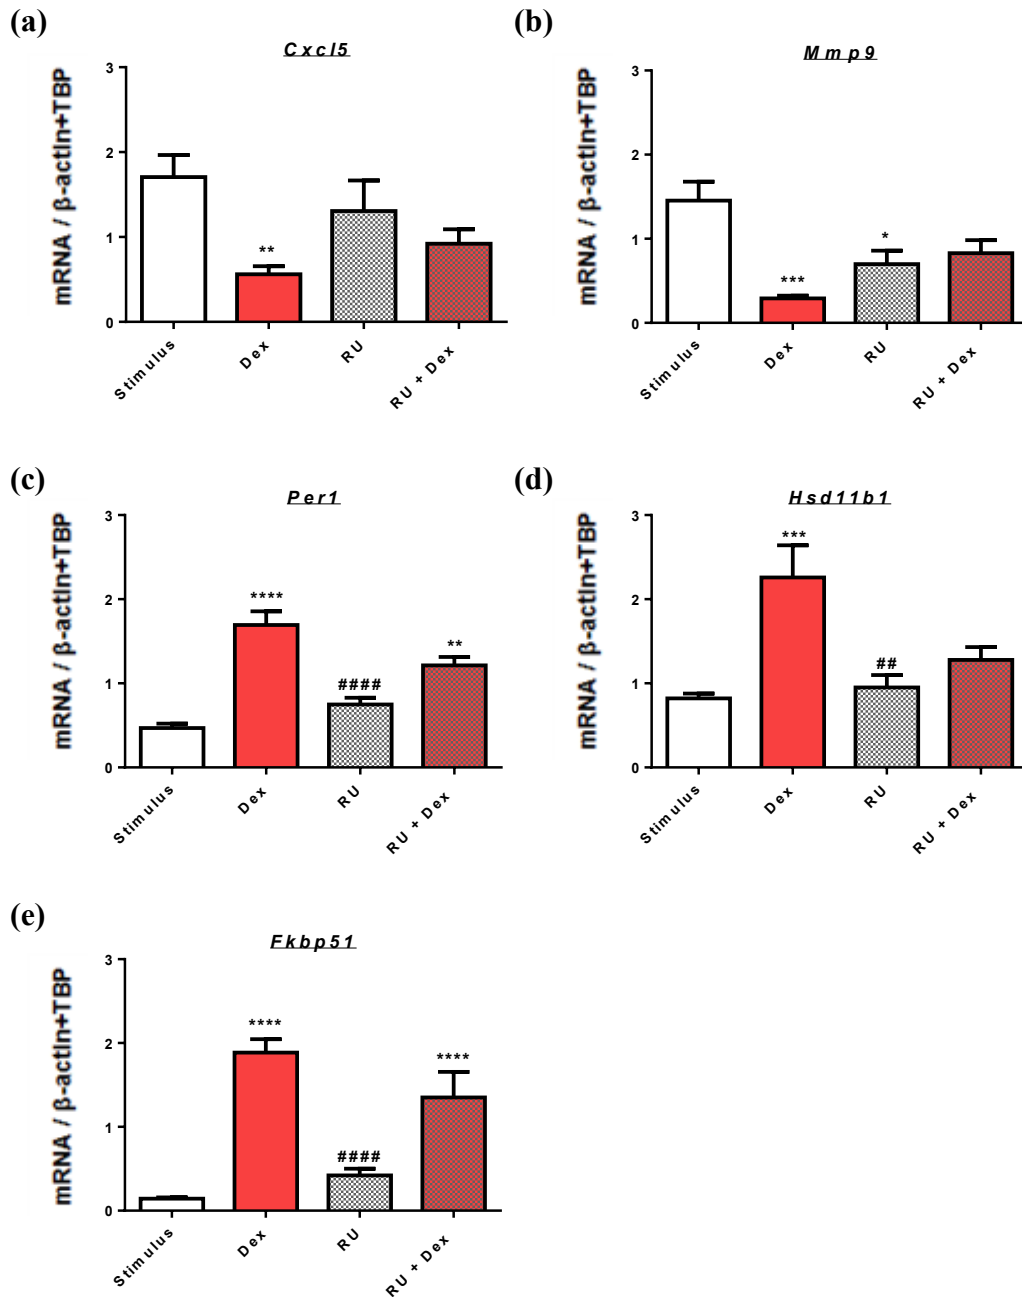 (a)
Cxcl5
mRNA / β-actin+TBP
3
2
1
0
**
Stimulus
Dex
RU
RU + Dex
(b)
Mmp9
mRNA / β-actin+TBP
3
2
1
0
***
*
Stimulus
Dex
RU
RU + Dex
(c)
Per1
mRNA / β-actin+TBP
3
2
1
0
****
####
**
Stimulus
Dex
RU
RU + Dex
(d)
Hsd11b1
mRNA / β-actin+TBP
3
2
1
0
***
##
Stimulus
Dex
RU
RU + Dex
(e)
Fkbp51
mRNA / β-actin+TBP
3
2
1
0
****
####
****
Stimulus
Dex
RU
RU + Dex